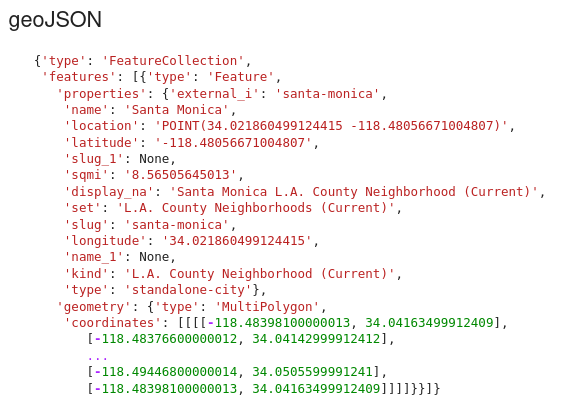 geoJSON
{'type': 'FeatureCollection',
'features': [{'type': 'Feature',
'properties': {'external_i': 'santa-monica',
'name': 'Santa Monica',
'location': 'POINT(34.021860499124415 -118.48056671004807)',
'latitude': '-118.48056671004807',
'slug_1': None,
'sqmi': '8.56505645013',
'display_na': 'Santa Monica L.A. County Neighborhood (Current)',
'set': 'L.A. County Neighborhoods (Current)',
'slug': 'santa-monica',
'longitude': '34.021860499124415',
'name_1': None,
'kind': 'L.A. County Neighborhood (Current)',
'type': 'standalone-city'},
'geometry': {'type': 'MultiPolygon',
'coordinates': [[[[-118.48398100000013, 34.04163499912409],
[-118.48376600000012, 34.04142999912412],
...
[-118.49446800000014, 34.0505599991241],
[-118.48398100000013, 34.04163499912409]]]]}}]}